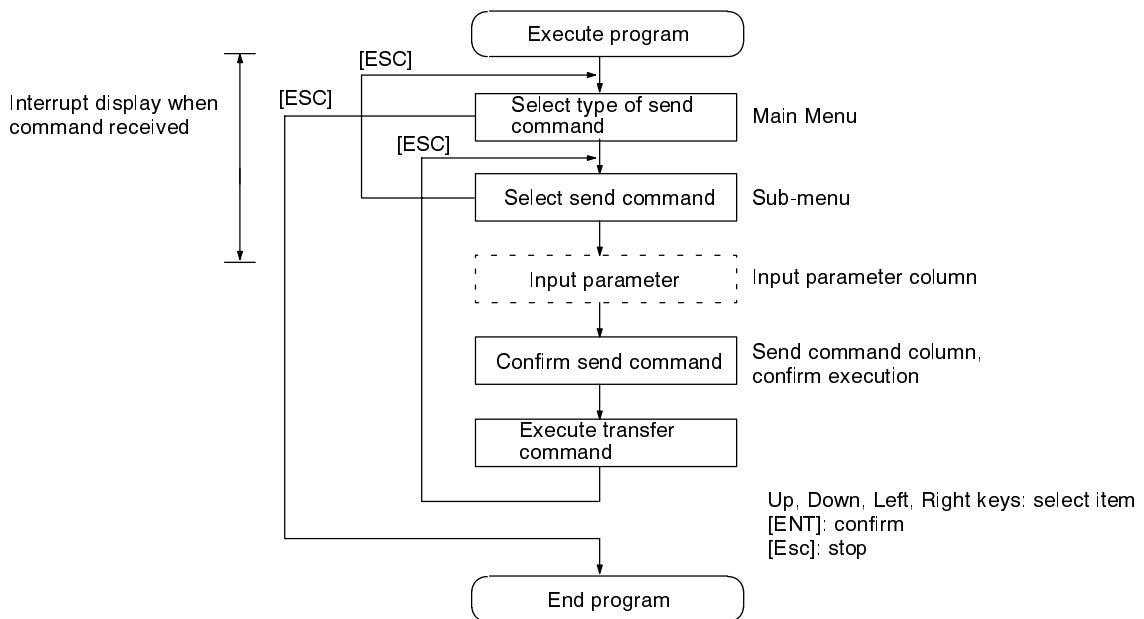 Execute program
[ESC]
[ESC]
Interrupt display when
command received
Select type of send
command
Main Menu
[ESC]
Select send command
Sub-menu
Input parameter
Input parameter column
Confirm send command
Send command column,
confirm execution
Execute transfer
command
Up, Down, Left, Right keys: select item
[ENT]: confirm
[Esc]: stop
End program